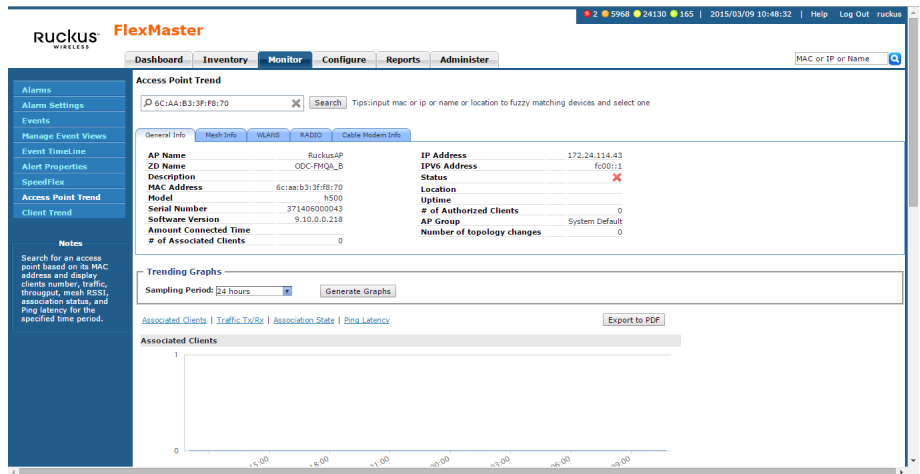 2 5968 24130 165 | 2015/03/09 10:48:32 | Help Log Out ruckus
RUCKUS WIRELESS FlexMaster
Dashboard Inventory Monitor Configure Reports Administer MAC or IP or Name
Alarms
Alarm Settings
Events
Manage Event Views
Event TimeLine
Alert Properties
SpeedFlex
Access Point Trend
Client Trend
Notes
Search for an access
point based on its MAC
address and display
clients number, traffic,
througput, mesh RSSI,
association status, and
Ping latency for the
specified time period.
Access Point Trend
6C:AA:B3:3F:F8:70 Search Tips:input mac or ip or name or location to fuzzy matching devices and select one
General Info Mesh Info WLANS RADIO Cable Modem Info
AP Name RuckusAP IP Address 172.24.114.43
ZD Name ODC-FMQA_B IPV6 Address fc00::1
Description Status
MAC Address 6c:aa:b3:3f:f8:70 Location
Model h500 Uptime
Serial Number 371406000043 # of Authorized Clients 0
Software Version 9.10.0.0.218 AP Group System Default
Amount Connected Time Number of topology changes 0
# of Associated Clients 0
Trending Graphs
Sampling Period: 24 hours Generate Graphs
Associated Clients | Traffic Tx/Rx | Association State | Ping Latency Export to PDF
Associated Clients
1
0
15:00 18:00 21:00 00:00 03:00 06:00 09:00